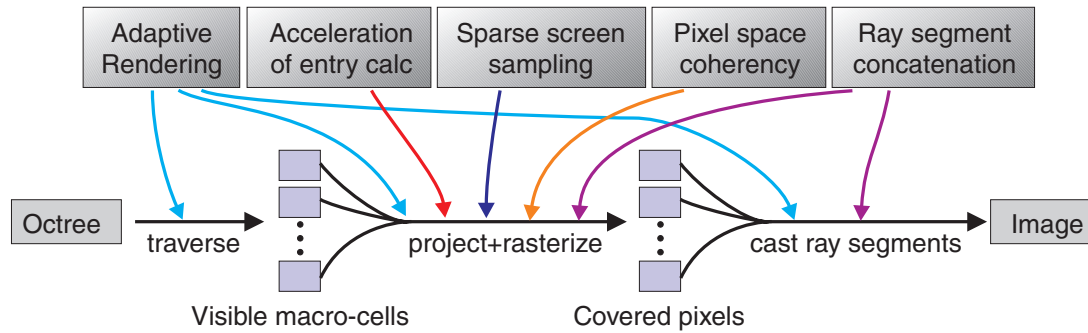 Adaptive
Rendering
Acceleration
of entry calc
Sparse screen
sampling
Pixel space
coherency
Ray segment
concatenation
Octree
traverse
project+rasterize
cast ray segments
Image
Visible macro-cells
Covered pixels